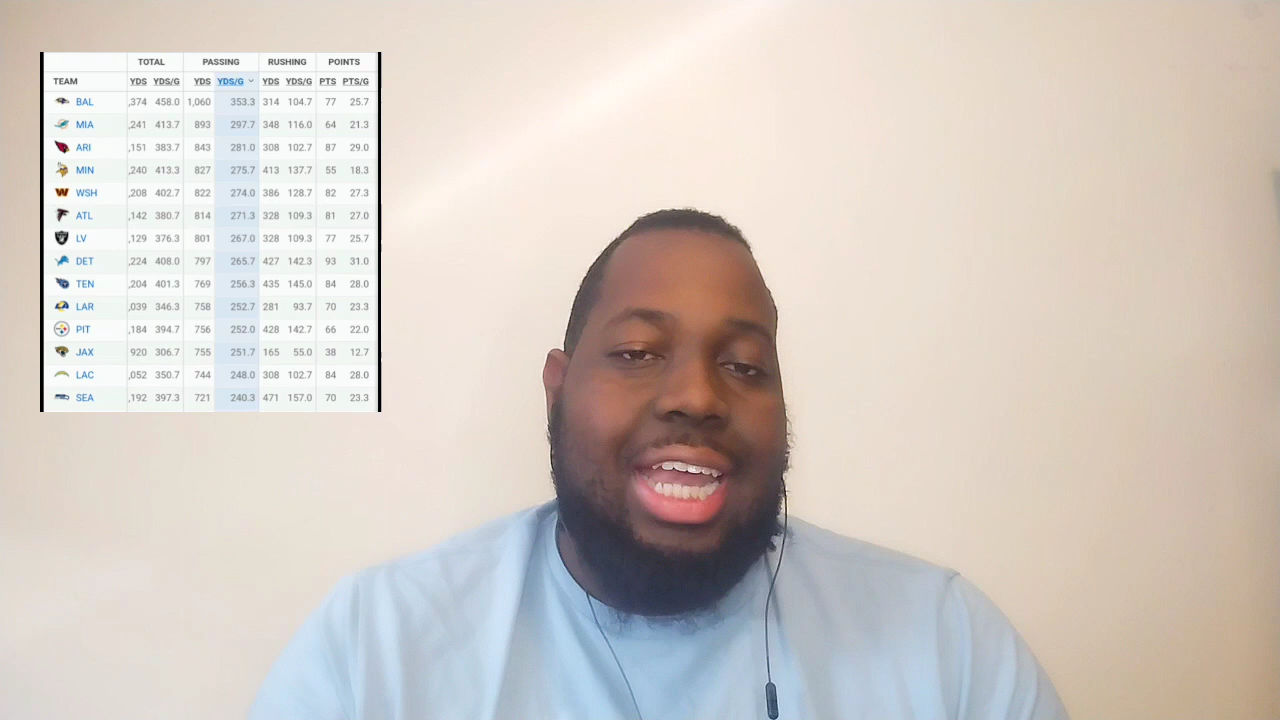 TOTAL PASSING RUSHING POINTS
TEAM YDS YDS/G YDS YDS/G YDS YDS/G PTS PTS/G
BAL ,374 458.0 1,060 353.3 314 104.7 77 25.7
MIA ,241 413.7 893 297.7 348 116.0 64 21.3
ARI ,151 383.7 843 281.0 308 102.7 87 29.0
MIN ,240 413.3 827 275.7 413 137.7 55 18.3
WSH ,208 402.7 822 274.0 386 128.7 82 27.3
ATL ,142 380.7 814 271.3 328 109.3 81 27.0
LV ,129 376.3 801 267.0 328 109.3 77 25.7
DET ,224 408.0 797 265.7 427 142.3 93 31.0
TEN ,204 401.3 769 256.3 435 145.0 84 28.0
LAR ,039 346.3 758 252.7 281 93.7 70 23.3
PIT ,184 394.7 756 252.0 428 142.7 66 22.0
JAX 920 306.7 755 251.7 165 55.0 38 12.7
LAC ,052 350.7 744 248.0 308 102.7 84 28.0
SEA ,192 397.3 721 240.3 471 157.0 70 23.3